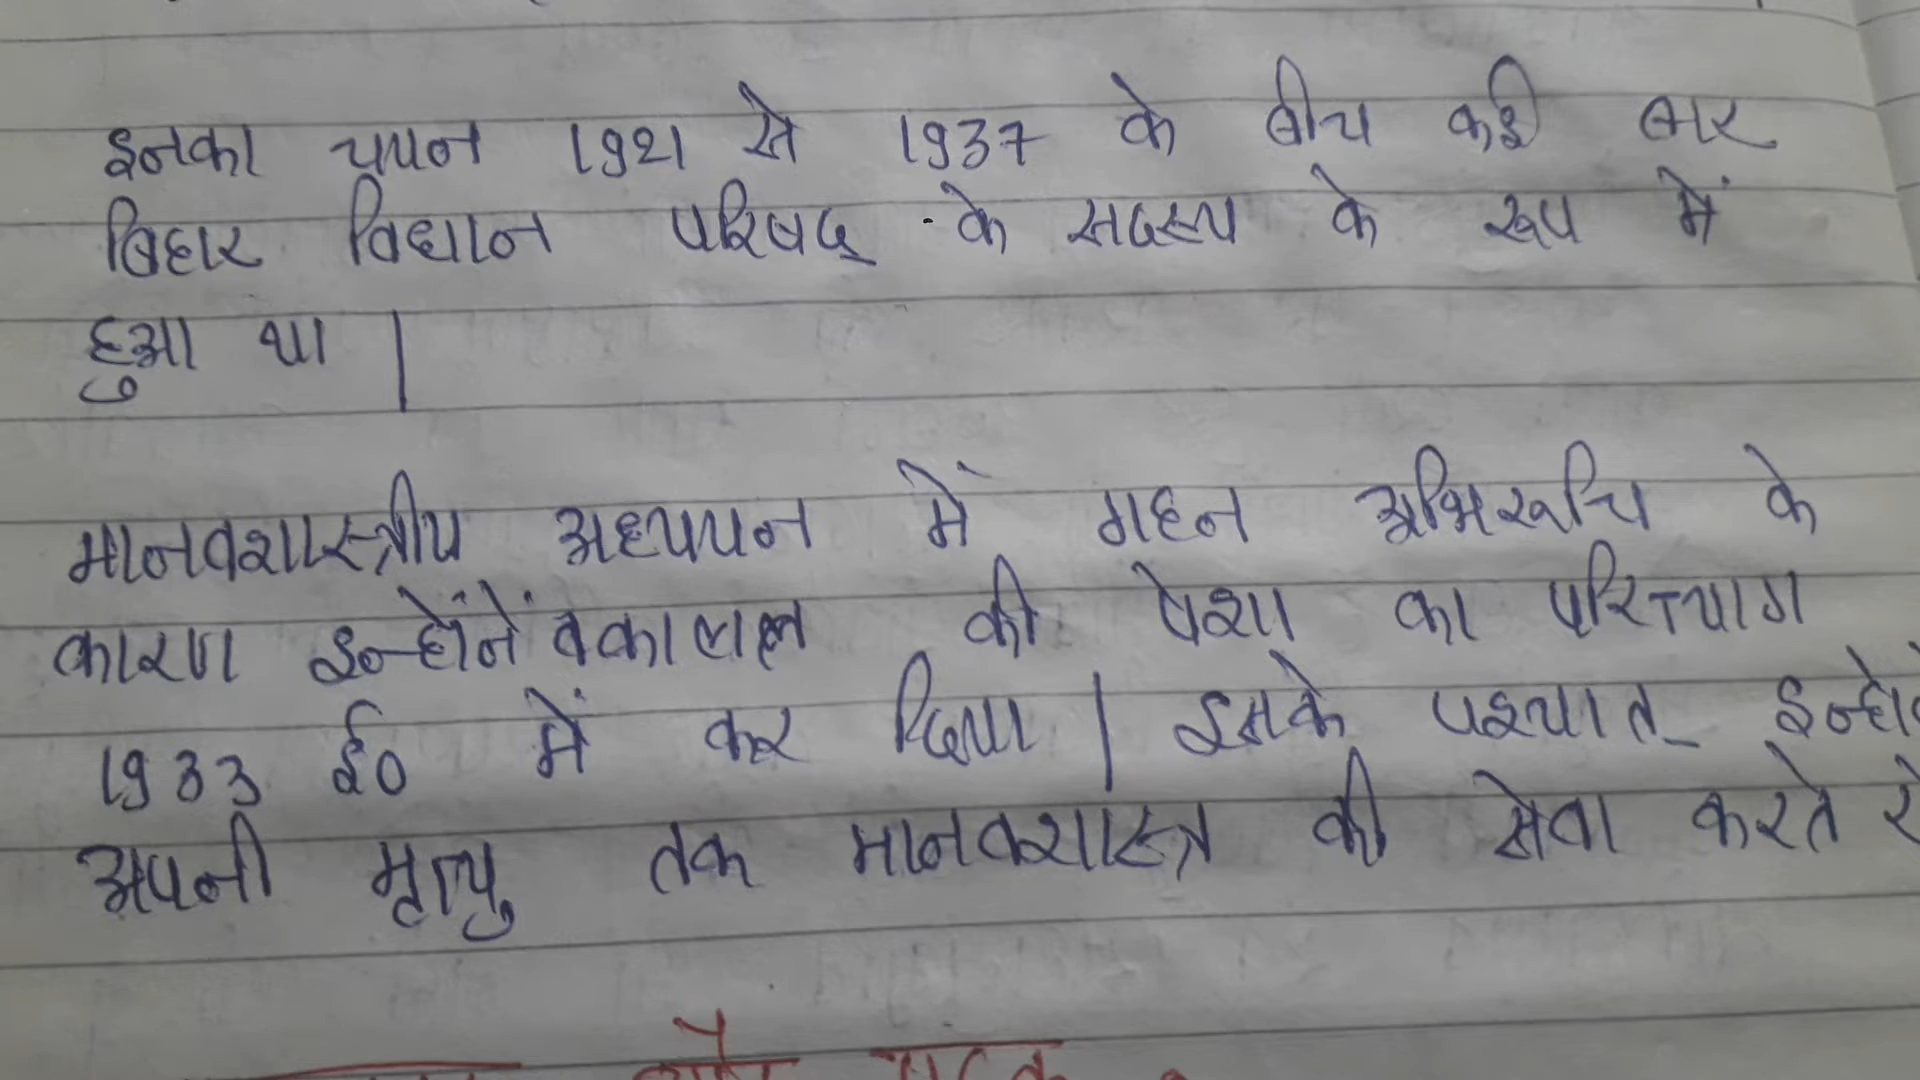 इनका चयन 1921 से 1937 के बीच कई बार
बिहार विधान परिषद् के सदस्य के रूप में
हुआ था |
मानवशास्त्रीय अध्ययन में गहन अभिरूचि के
कारण इन्होंनें वकालत की पेशा का परित्याग
1933 ई० में कर दिया | इसके पश्चात् इन्होंने
अपनी मृत्यु तक मानवशास्त्र की सेवा करते